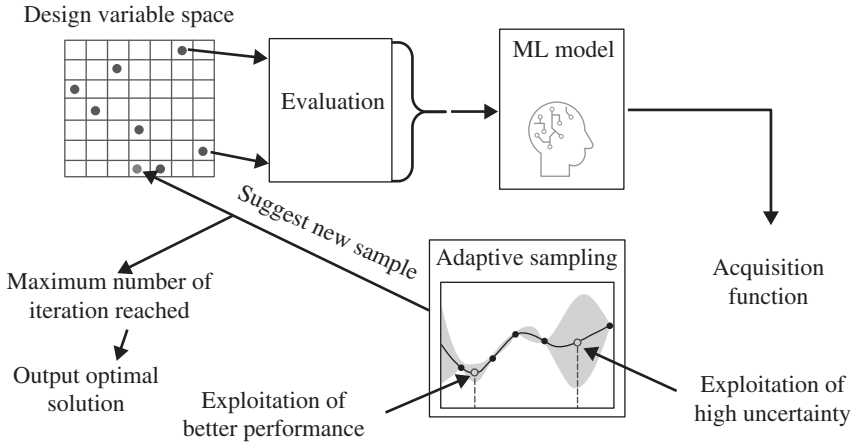 Design variable space
Evaluation
ML model
Suggest new sample
Adaptive sampling
Acquisition
function
Maximum number of
iteration reached
Output optimal
solution
Exploitation of
better performance
Exploitation of
high uncertainty